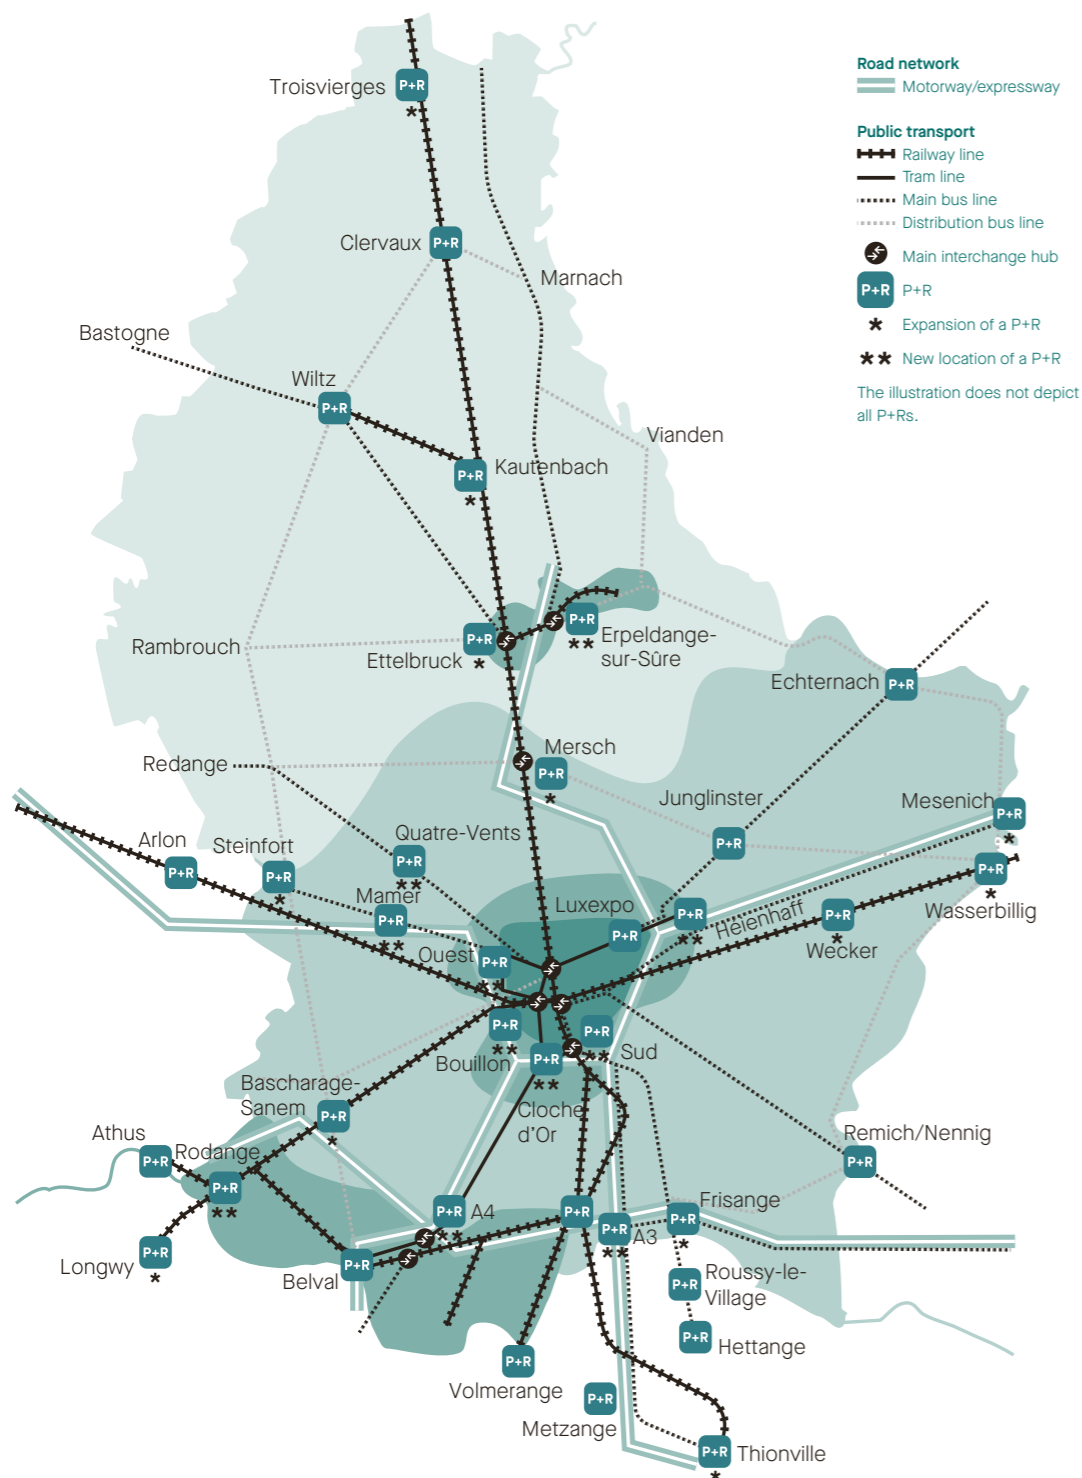 Road network
Motorway/expressway
Public transport
Railway line
Tram line
Main bus line
Distribution bus line
Main interchange hub
P+R P+R
* Expansion of a P+R
** New location of a P+R
The illustration does not depict
all P+Rs.
Troisvierges P+R
*
Clervaux P+R
Marnach
Bastogne
Wiltz
P+R
Vianden
P+R Kautenbach
*
Rambrouch
P+R
Ettelbruck *
P+R
**
Erpeldange-
sur-Sûre
Echternach P+R
Redange
Mersch
P+R
*
Junglinster
P+R
Mesenich P+R
*
Arlon
P+R
Steinfort
P+R
*
Quatre-Vents
P+R
**
Mamer
P+R
**
Luxexpo
P+R
P+R
**
Helenhaff
P+R
Wasserbillig *
P+R
*
Wecker
Ouest P+R
**
P+R
**
Bouillon
P+R
**
Sud
P+R
**
Cloche
d'Or
Bascharage-
Sanem P+R
*
Athus
P+R
Rodange
P+R
**
Remich/Nennig
P+R
Longwy P+R
*
P+R A4
**
P+R
P+R
**
A3
Frisange
P+R
*
Belval P+R
P+R Roussy-le-
Village
P+R Hettange
P+R
Volmerange
P+R
Metzange
P+R Thionville
*